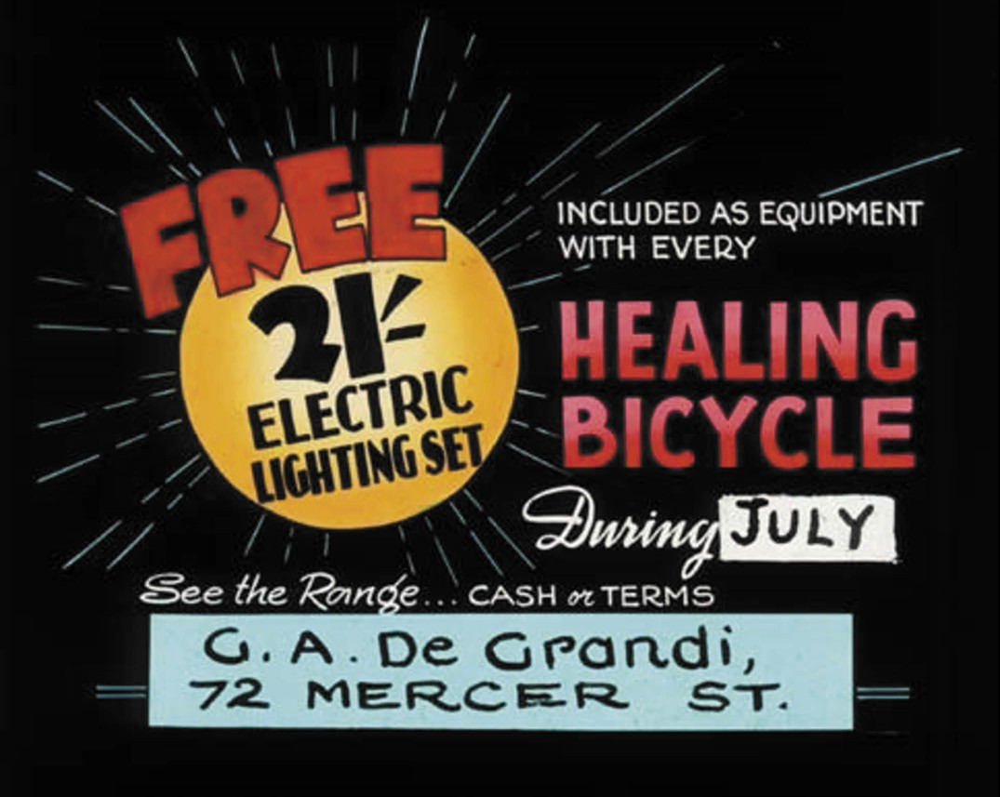 FREE
21/-
ELECTRIC
LIGHTING SET
INCLUDED AS EQUIPMENT
WITH EVERY
HEALING
BICYCLE
During JULY
See the Range... CASH or TERMS
G. A. De Grandi,
72 MERCER ST.